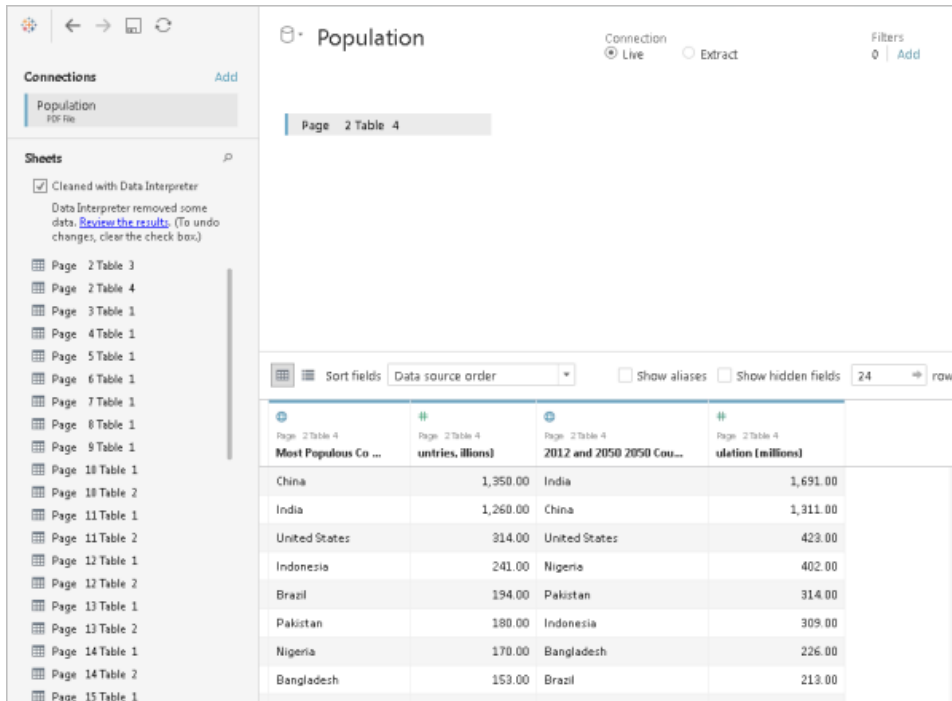 Population
Connection
Live
Extract
Filters
0 Add
Connections
Add
Population
PDF File
Page 2 Table 4
Sheets
Cleaned with Data Interpreter
Data Interpreter removed some
data. Review the results. (To undo
changes, clear the check box.)
Page 2 Table 3
Page 2 Table 4
Page 3 Table 1
Page 4 Table 1
Page 5 Table 1
Page 6 Table 1
Page 7 Table 1
Page 8 Table 1
Page 9 Table 1
Page 10 Table 1
Page 10 Table 2
Page 11 Table 1
Page 11 Table 2
Page 12 Table 1
Page 12 Table 2
Page 13 Table 1
Page 13 Table 2
Page 14 Table 1
Page 14 Table 2
Page 15 Table 1
Sort fields Data source order Show aliases Show hidden fields 24 row
Page 2 Table 4 Page 2 Table 4 Page 2 Table 4 Page 2 Table 4
Most Populous Co ... untries, illions) 2012 and 2050 2050 Cou... ulation (millions)
China 1,350.00 India 1,691.00
India 1,260.00 China 1,311.00
United States 314.00 United States 423.00
Indonesia 241.00 Nigeria 402.00
Brazil 194.00 Pakistan 314.00
Pakistan 180.00 Indonesia 309.00
Nigeria 170.00 Bangladesh 226.00
Bangladesh 153.00 Brazil 213.00